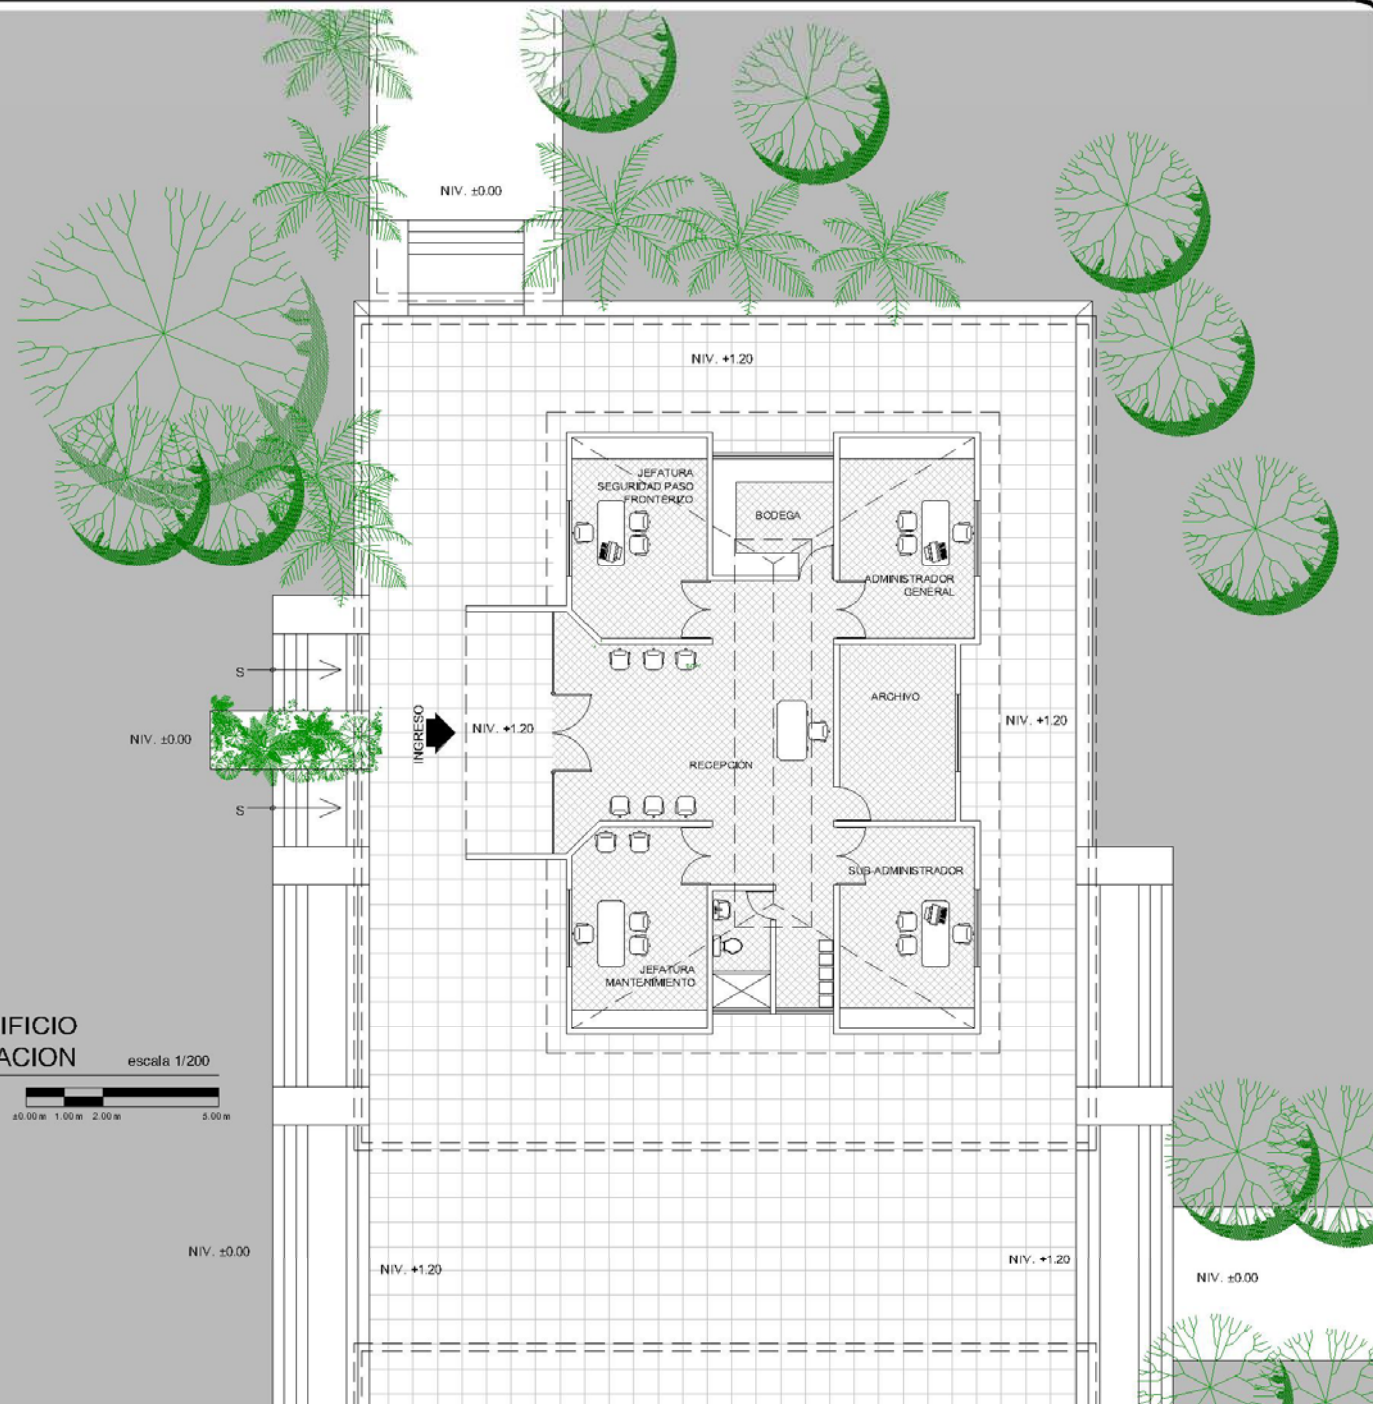 NIV. ±0.00
NIV. +1.20
JEFATURA
SEGURIDAD PASO
FRONTERIZO
BODEGA
ADMINISTRADOR
GENERAL
S
ARCHIVO
INGRESO
NIV. +1.20
NIV. +1.20
NIV. ±0.00
RECEPCIÓN
S
SUB-ADMINISTRADOR
JEFATURA
MANTENIMIENTO
IFICIO
ACION
escala 1/200
±0.00 m 1.00 m 2.00 m 5.00 m
NIV. ±0.00
NIV. +1.20
NIV. +1.20
NIV. ±0.00